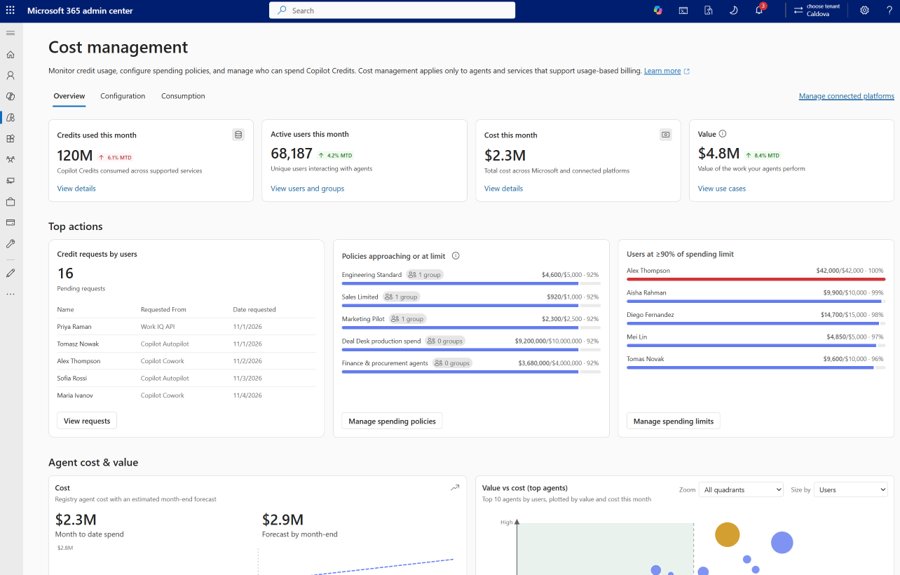 Microsoft 365 admin center
Search
3
choose tenant
Caldova
?
Cost management
Monitor credit usage, configure spending policies, and manage who can spend Copilot Credits. Cost management applies only to agents and services that support usage-based billing. Learn more
Overview
Configuration
Consumption
Manage connected platforms
Credits used this month
120M ↑ 6.1% MTD
Copilot Credits consumed across supported services
View details
Active users this month
68,187 ↑ 4.2% MTD
Unique users interacting with agents
View users and groups
Cost this month
$2.3M
Total cost across Microsoft and connected platforms
View details
Value
$4.8M ↑ 8.4% MTD
Value of the work your agents perform
View use cases
Top actions
Credit requests by users
16
Pending requests
Name Requested From Date requested
Priya Raman Work IQ API 11/1/2026
Tomasz Nowak Copilot Autopilot 11/1/2026
Alex Thompson Copilot Cowork 11/2/2026
Sofia Rossi Copilot Autopilot 11/3/2026
Maria Ivanov Copilot Cowork 11/4/2026
View requests
Policies approaching or at limit
Engineering Standard 1 group $4,600/$5,000 · 92%
Sales Limited 1 group $920/$1,000 · 92%
Marketing Pilot 1 group $2,300/$2,500 · 92%
Deal Desk production spend 0 groups $9,200,000/$10,000,000 · 92%
Finance & procurement agents 0 groups $3,680,000/$4,000,000 · 92%
Manage spending policies
Users at ≥90% of spending limit
Alex Thompson $42,000/$42,000 · 100%
Aisha Rahman $9,900/$10,000 · 99%
Diego Fernandez $14,700/$15,000 · 98%
Mei Lin $4,850/$5,000 · 97%
Tomas Novak $9,600/$10,000 · 96%
Manage spending limits
Agent cost & value
Cost
Registry agent cost with an estimated month-end forecast
$2.3M
Month to date spend
$2.9M
Forecast by month-end
$2.8M
Value vs cost (top agents)
Top 10 agents by users, plotted by value and cost this month
Zoom All quadrants
Size by Users
High